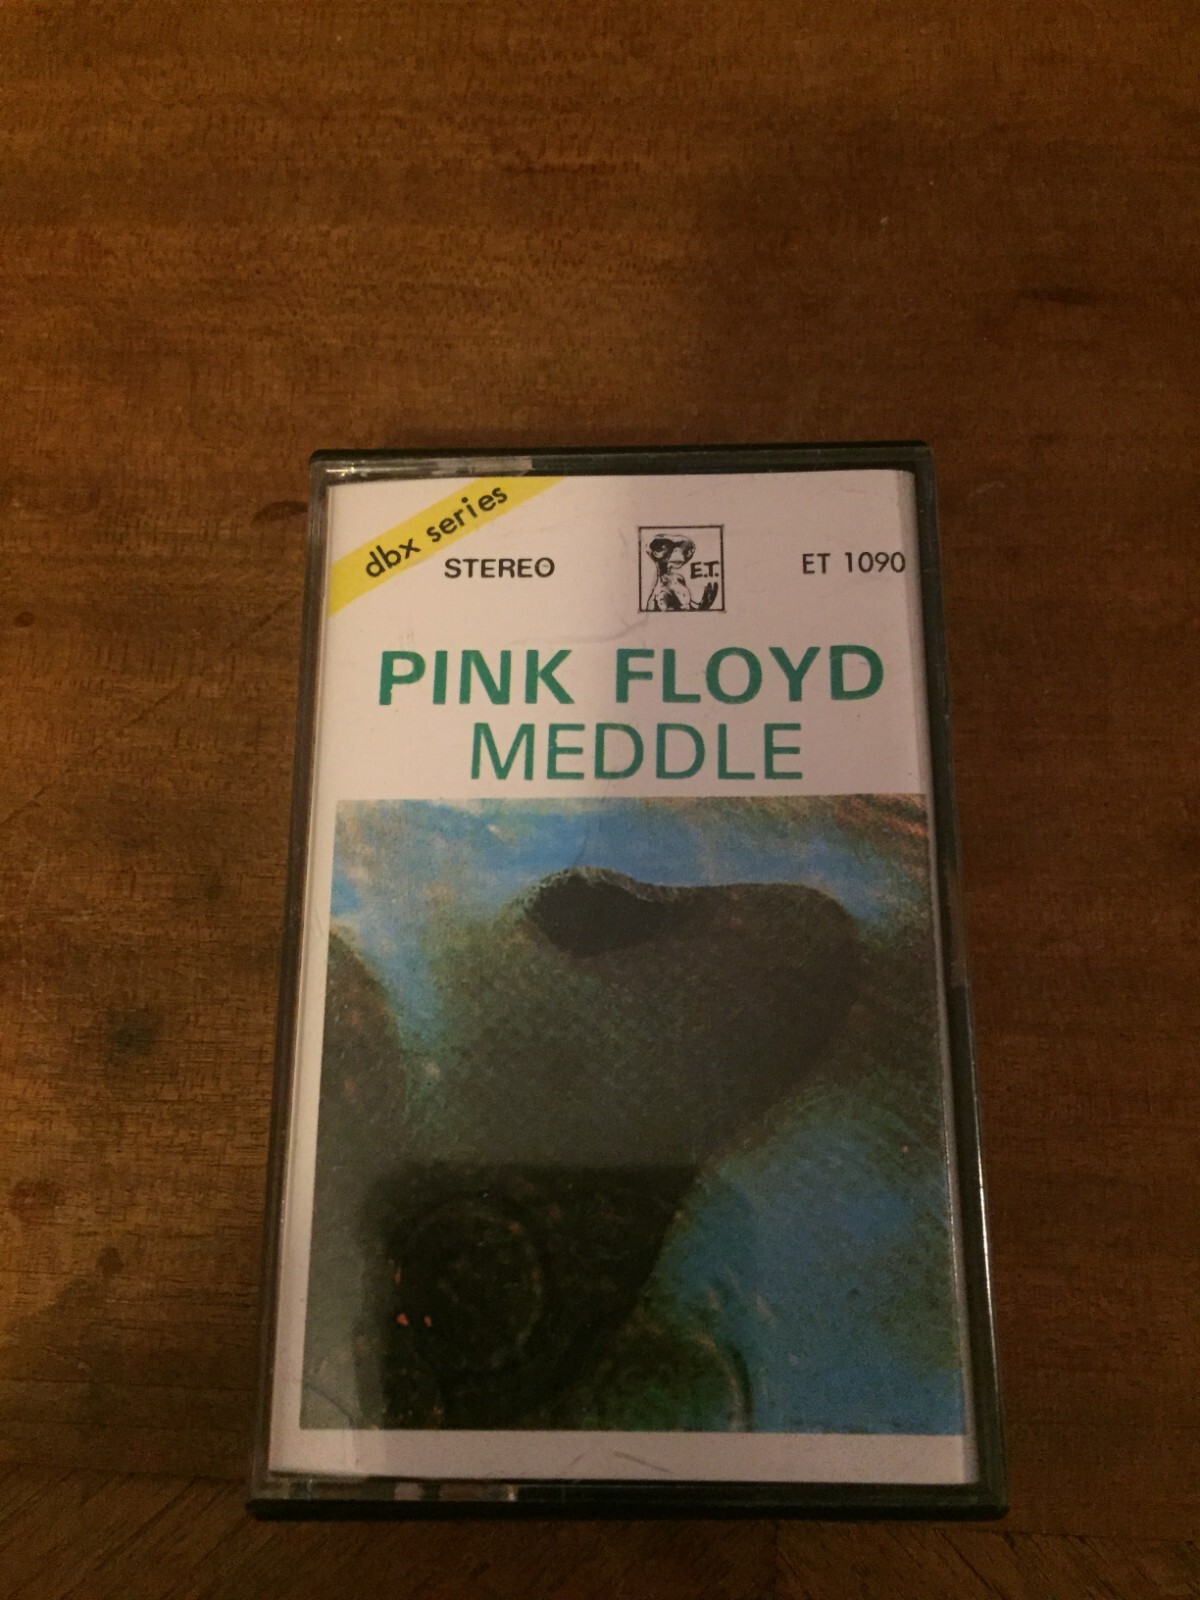 dbx series
STEREO
E.T.
ET 1090
PINK FLOYD
MEDDLE